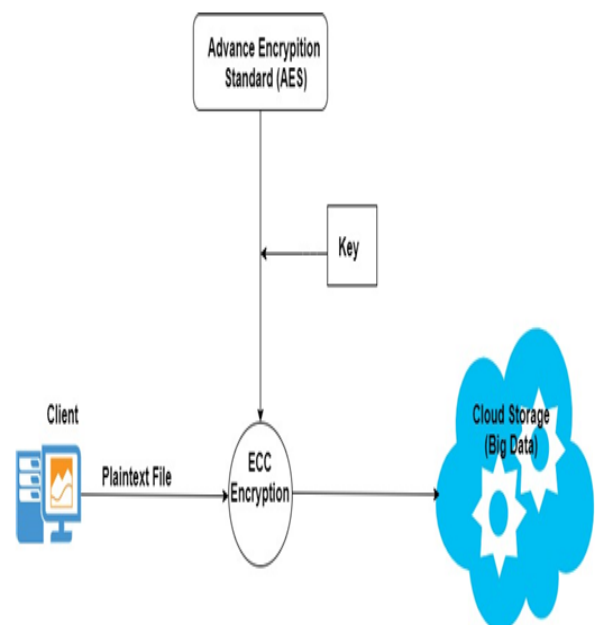 Advance Encrypition
Standard (AES)
Key
Client
Plaintext File
ECC
Encryption
Cloud Storage
(Big Data)